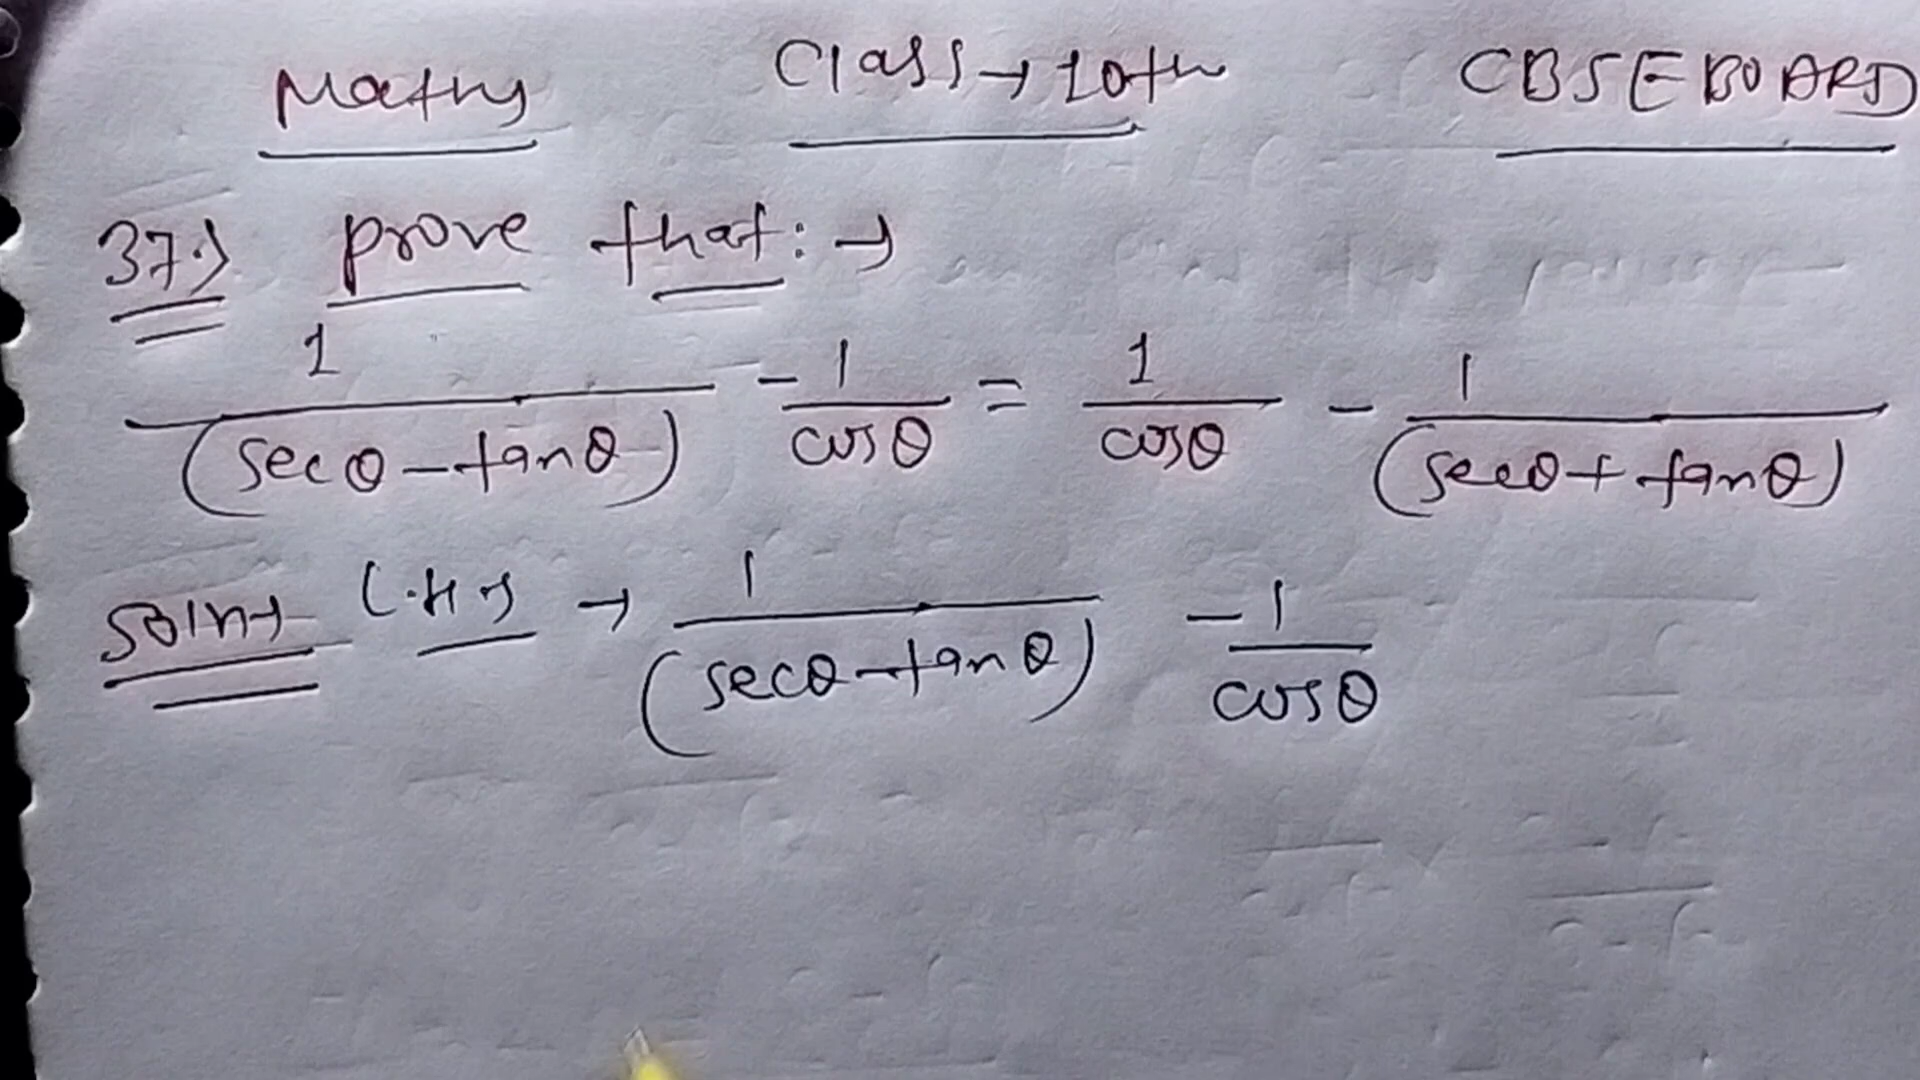 Maths Class → 10th CBSE BOARD
37.) prove that: →
1/(secθ - tanθ) - 1/cosθ = 1/cosθ - 1/(secθ + tanθ)
Soln→ L.H.S → 1/(secθ - tanθ) - 1/cosθ